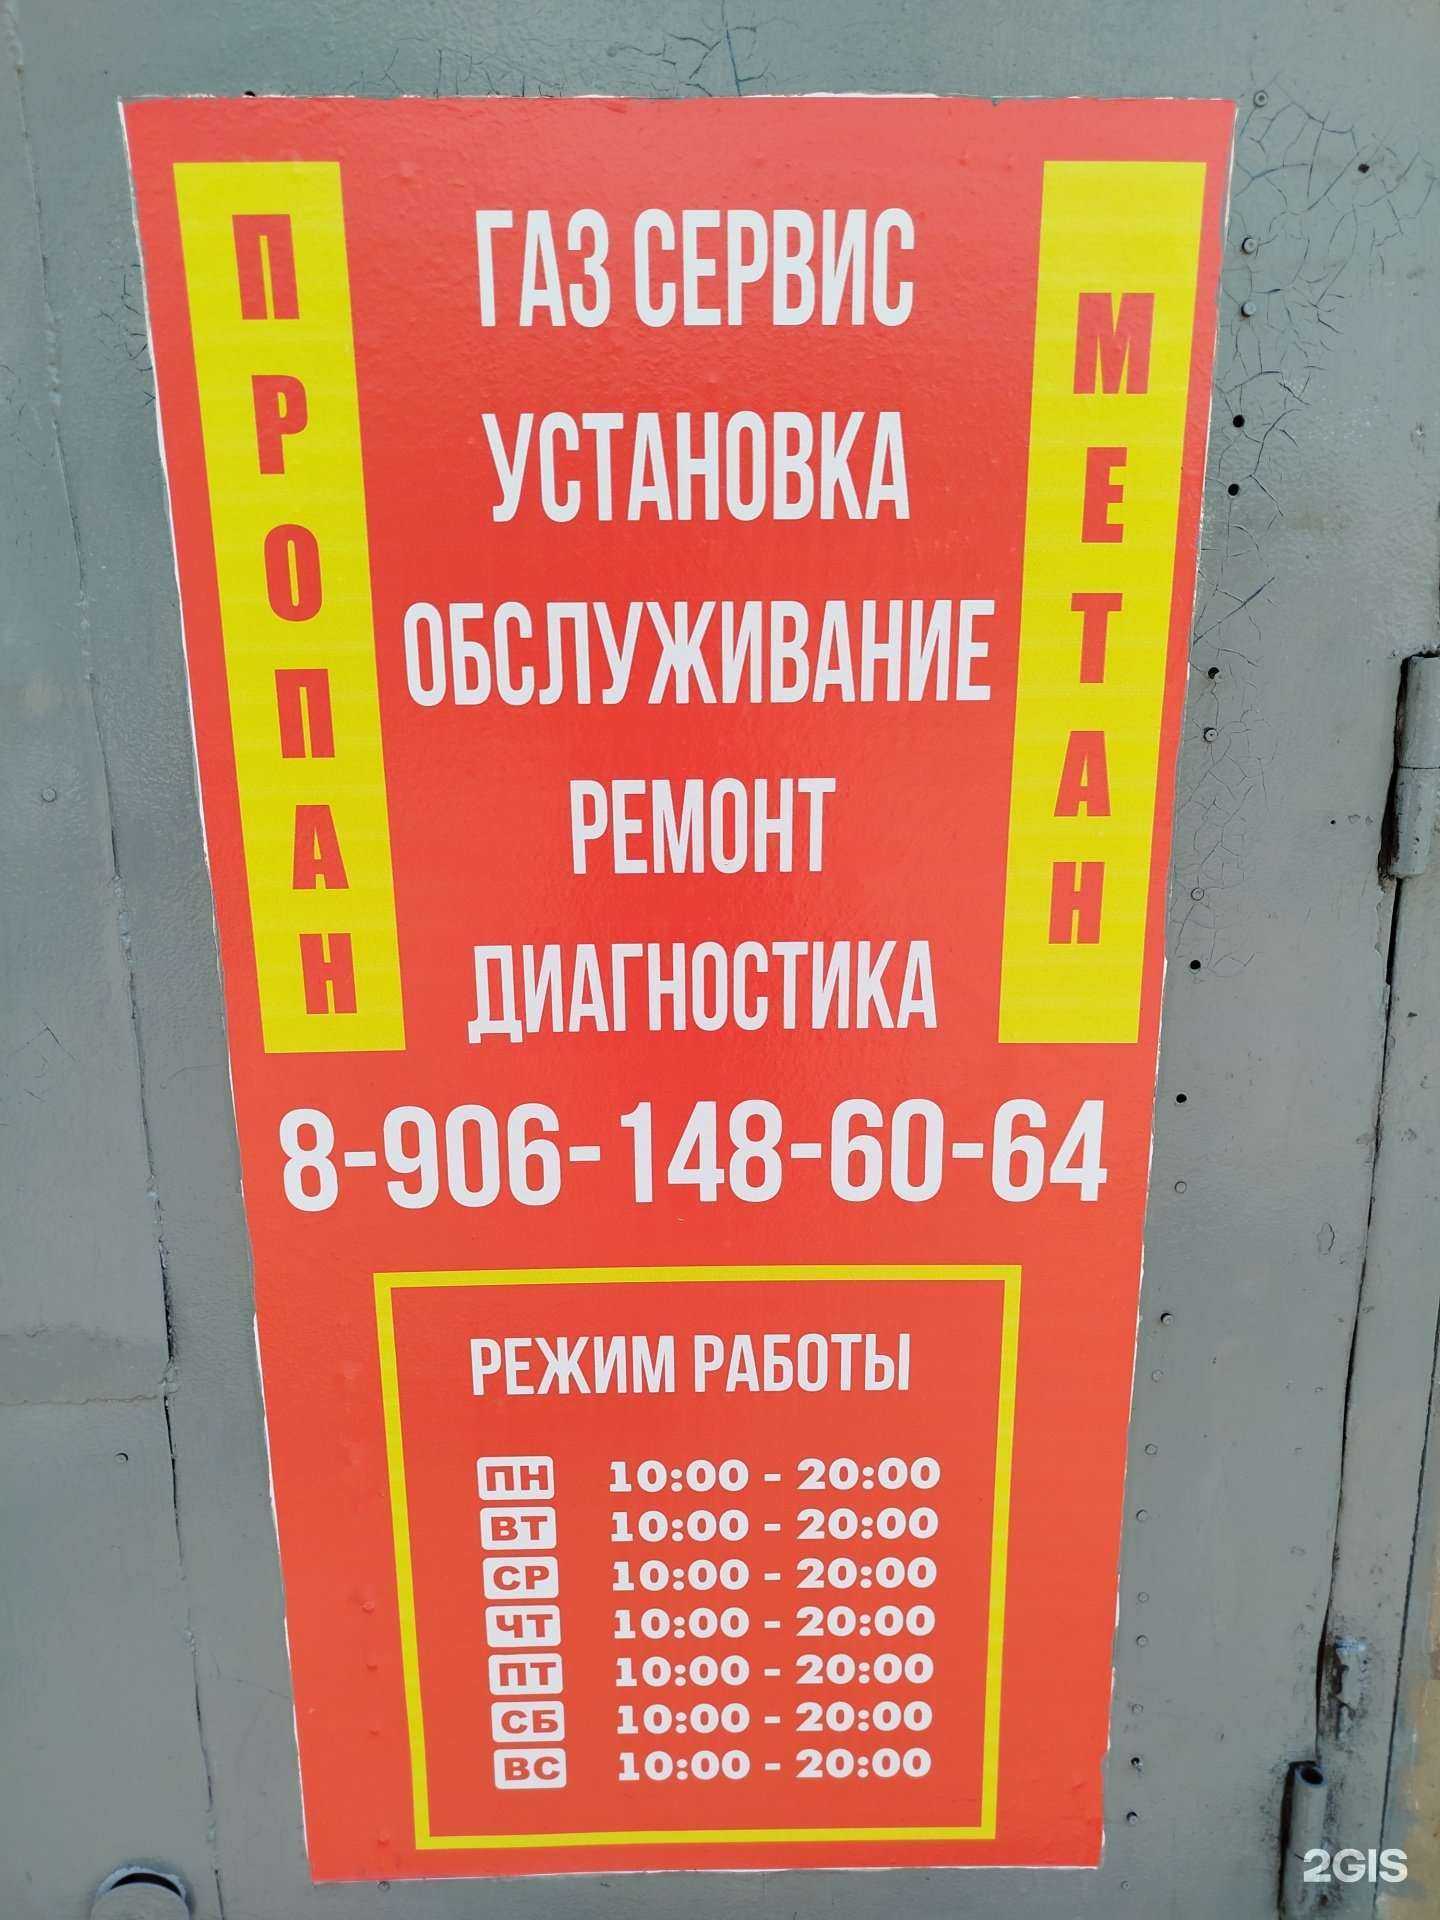 ПРОПАН
ГАЗ СЕРВИС
УСТАНОВКА
ОБСЛУЖИВАНИЕ
РЕМОНТ
ДИАГНОСТИКА
МЕТАН
8-906-148-60-64
РЕЖИМ РАБОТЫ
ПН 10:00 - 20:00
ВТ 10:00 - 20:00
СР 10:00 - 20:00
ЧТ 10:00 - 20:00
ПТ 10:00 - 20:00
СБ 10:00 - 20:00
ВС 10:00 - 20:00
2GIS